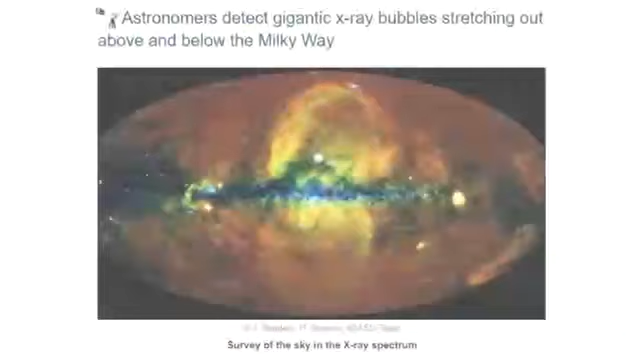 Astronomers detect gigantic x-ray bubbles stretching out
above and below the Milky Way
Survey of the sky in the X-ray spectrum